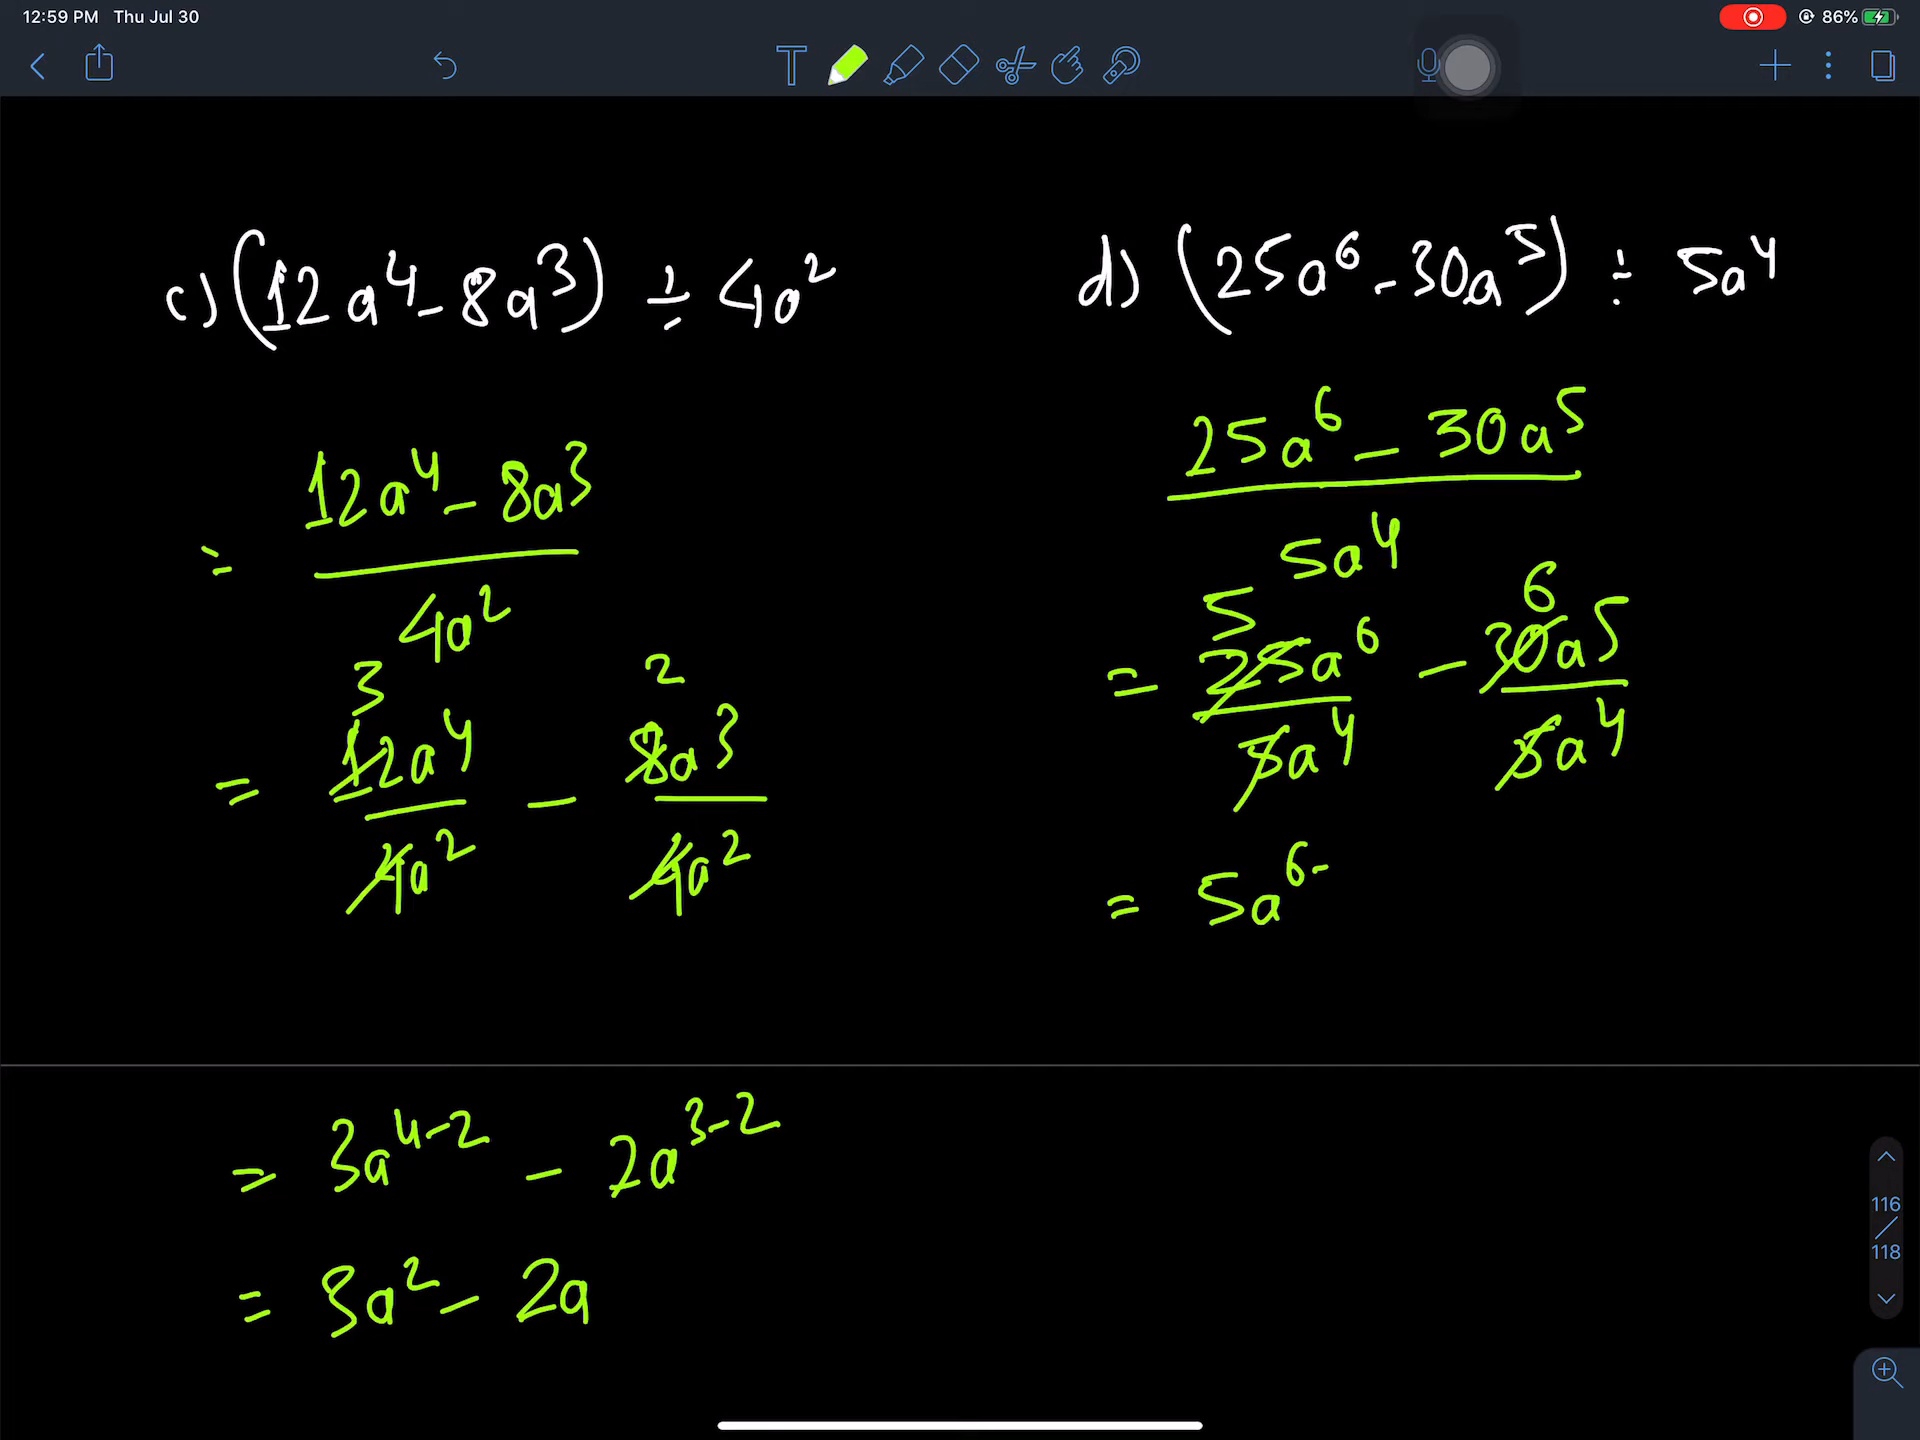 12:59 PM Thu Jul 30
86%
c) (12a⁴ - 8a³) ÷ 4a²
= 12a⁴ - 8a³
4a²
3 2
= 12a⁴ - 8a³
4a² 4a²
= 3a⁴⁻² - 2a³⁻²
= 3a² - 2a
d) (25a⁶ - 30a⁵) ÷ 5a⁴
25a⁶ - 30a⁵
5a⁴
5 6
= 25a⁶ - 30a⁵
5a⁴ 5a⁴
= 5a⁶⁻
116
/
118